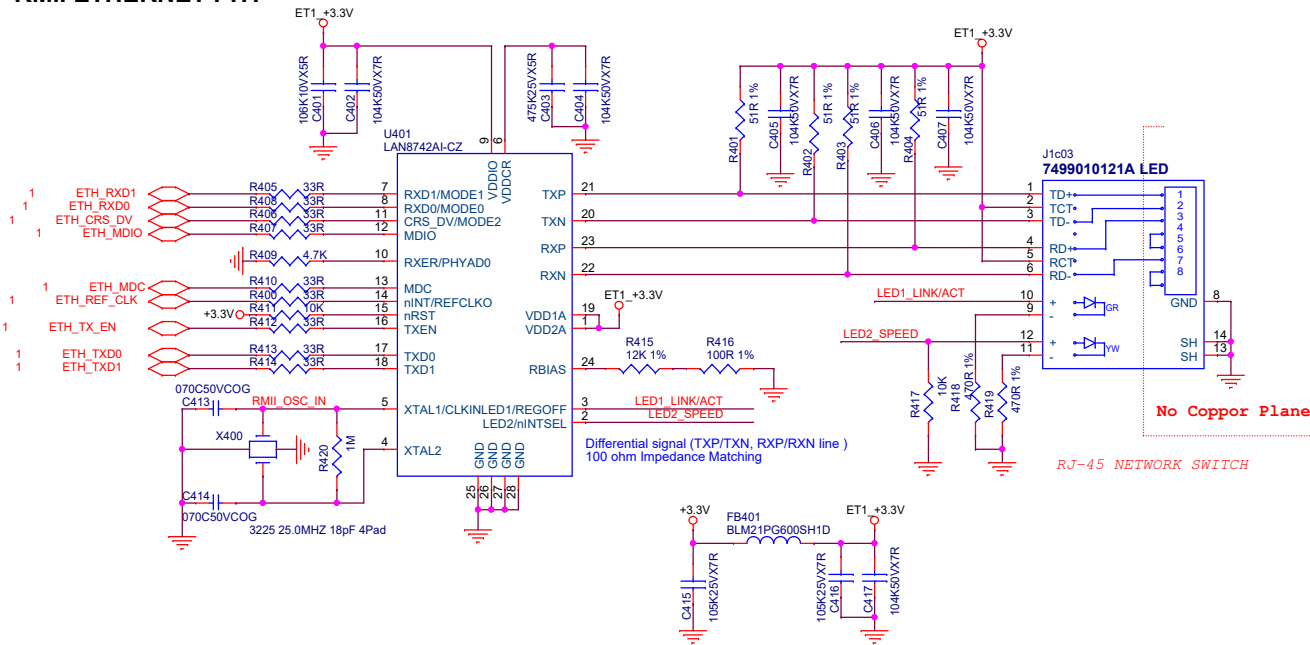 ET1_+3.3V
ET1_+3.3V
106K10VX5R
C401
C402
104K50VX7R
475K25VX5R
C403
C404
104K50VX7R
R401
51R 1%
C405
104K50VX7R
R402
51R 1%
R403
51R 1%
C406
104K50VX7R
R404
51R 1%
C407
104K50VX7R
U401
LAN8742AI-CZ
9
6
VDDIO
VDDCR
J1c03
7499010121A LED
1 ETH_RXD1 R405 33R 7 RXD1/MODE1 TXP 21
1 ETH_RXD0 R408 33R 8 RXD0/MODE0
1 ETH_CRS_DV R406 33R 11 CRS_DV/MODE2 TXN 20
1 ETH_MDIO R407 33R 12 MDIO
R409 4.7K 10 RXER/PHYAD0 RXP 23
1 ETH_MDC R410 33R 13 MDC RXN 22
1 ETH_REF_CLK R400 33R 14 nINT/REFCLKO
+3.3V R411 10K 15 nRST
1 ETH_TX_EN R412 33R 16 TXEN
1 ETH_TXD0 R413 33R 17 TXD0
1 ETH_TXD1 R414 33R 18 TXD1
ET1_+3.3V
VDD1A 19
VDD2A 1
R415
12K 1%
R416
100R 1%
RBIAS 24
1 TD+
2 TCT
3 TD-
4 RD+
5 RCT
6 RD-
1
2
3
4
5
6
7
8
LED1_LINK/ACT 10 +
9 -
GR
GND 8
LED2_SPEED 12 +
11 -
YW
SH 14
SH 13
R417
10K
R418
470R 1%
R419
470R 1%
No Coppor Plane
RJ-45 NETWORK SWITCH
070C50VCOG
C413
RMII_OSC_IN
5 XTAL1/CLKIN LED1/REGOFF 3 LED1_LINK/ACT
LED2/nINTSEL 2 LED2_SPEED
X400
R420
1M
4 XTAL2
GND
GND
GND
GND
25
26
27
28
C414
070C50VCOG
3225 25.0MHZ 18pF 4Pad
Differential signal (TXP/TXN, RXP/RXN line )
100 ohm Impedance Matching
+3.3V
FB401
BLM21PG600SH1D
ET1_+3.3V
C415
105K25VX7R
105K25VX7R
C416
C417
104K50VX7R